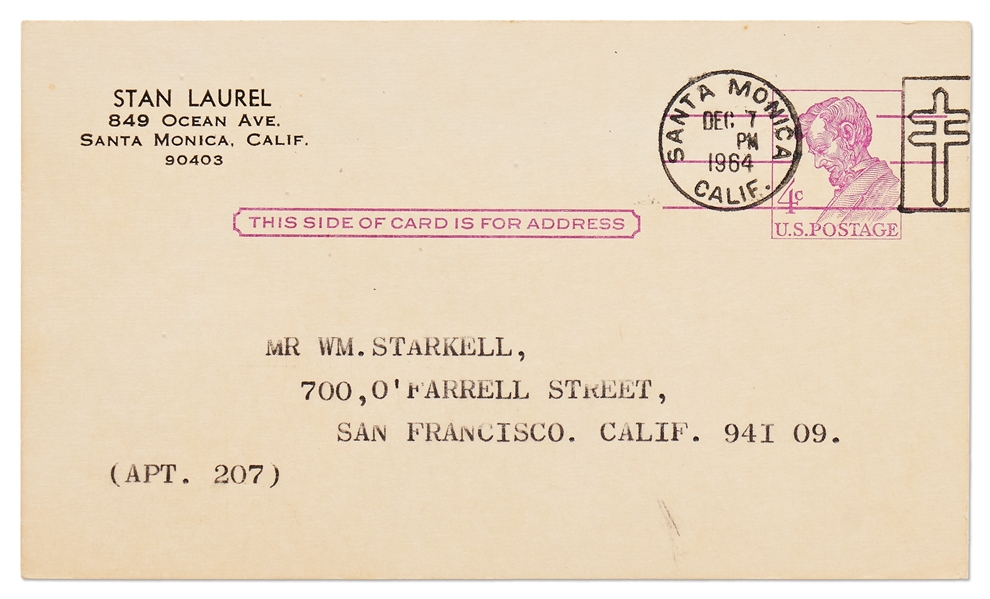 STAN LAUREL
849 OCEAN AVE.
SANTA MONICA, CALIF.
90403
SANTA MONICA
DEC 7
PM
1964
CALIF.
4c
U.S.POSTAGE
THIS SIDE OF CARD IS FOR ADDRESS
MR WM.STARKELL,
700,O'FARRELL STREET,
SAN FRANCISCO. CALIF. 94I 09.
(APT. 207)